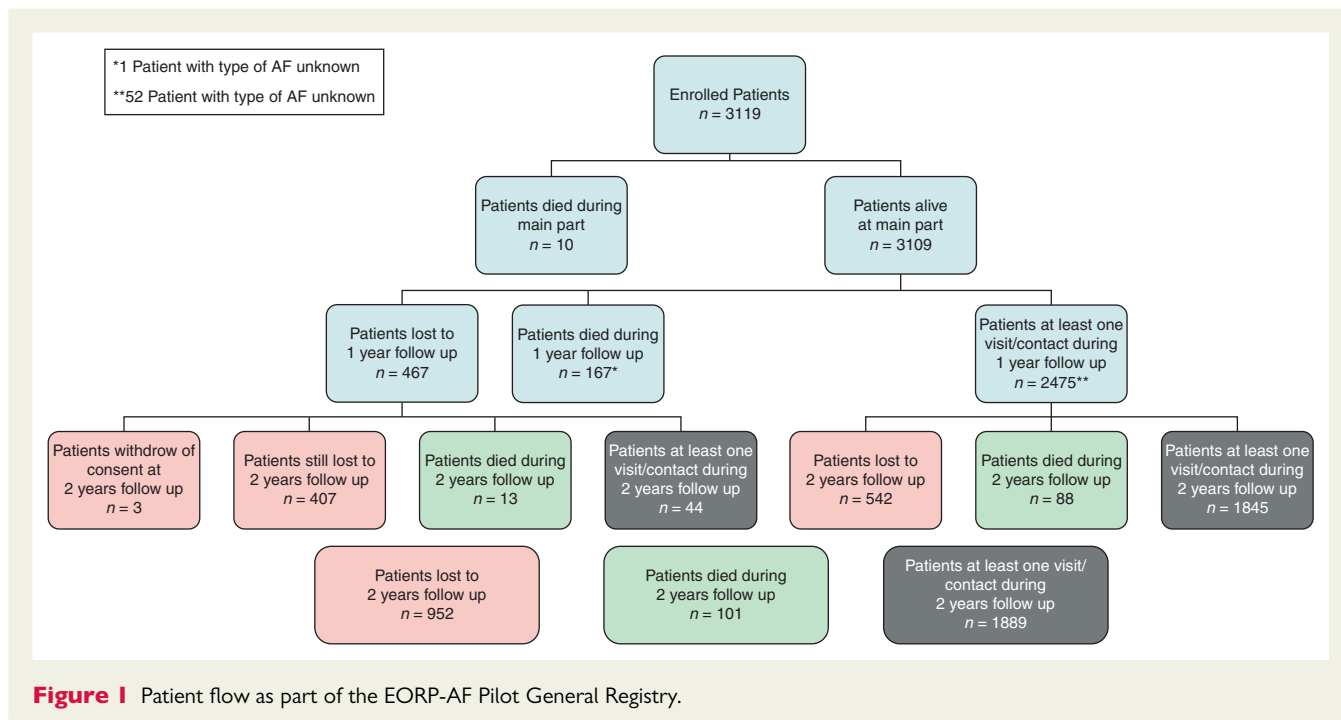 *1 Patient with type of AF unknown
**52 Patient with type of AF unknown
Enrolled Patients
n = 3119
Patients died during
main part
n = 10
Patients alive
at main part
n = 3109
Patients lost to
1 year follow up
n = 467
Patients died during
1 year follow up
n = 167*
Patients at least one
visit/contact during
1 year follow up
n = 2475**
Patients withdrow of
consent at
2 years follow up
n = 3
Patients still lost to
2 years follow up
n = 407
Patients died during
2 years follow up
n = 13
Patients at least one
visit/contact during
2 years follow up
n = 44
Patients lost to
2 years follow up
n = 542
Patients died during
2 years follow up
n = 88
Patients at least one
visit/contact during
2 years follow up
n = 1845
Patients lost to
2 years follow up
n = 952
Patients died during
2 years follow up
n = 101
Patients at least one visit/
contact during
2 years follow up
n = 1889
Figure 1 Patient flow as part of the EORP-AF Pilot General Registry.